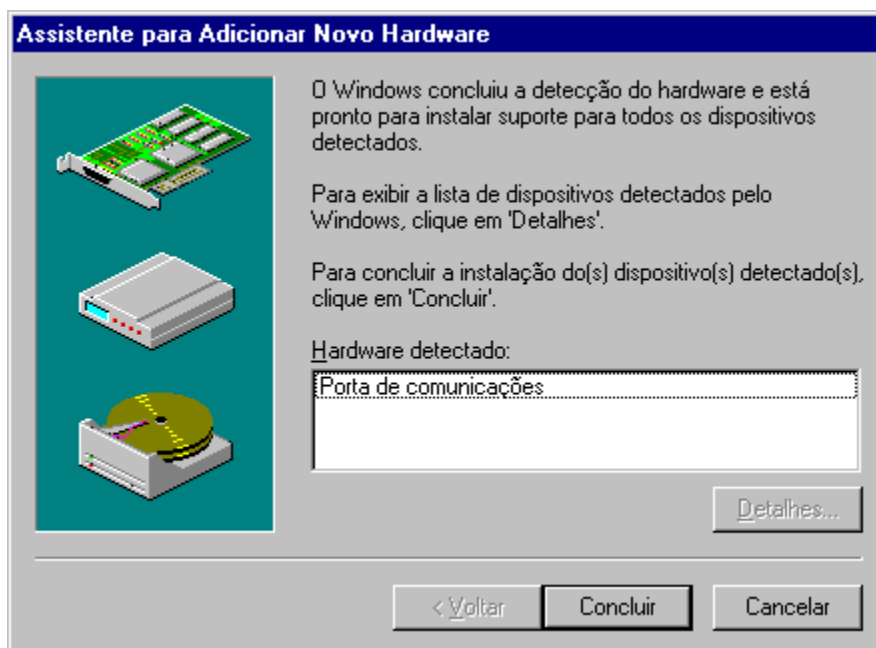 Assistente para Adicionar Novo Hardware
O Windows concluiu a detecção do hardware e está
pronto para instalar suporte para todos os dispositivos
detectados.
Para exibir a lista de dispositivos detectados pelo
Windows, clique em 'Detalhes'.
Para concluir a instalação do(s) dispositivo(s) detectado(s),
clique em 'Concluir'.
Hardware detectado:
Porta de comunicações
Detalhes...
< Voltar
Concluir
Cancelar